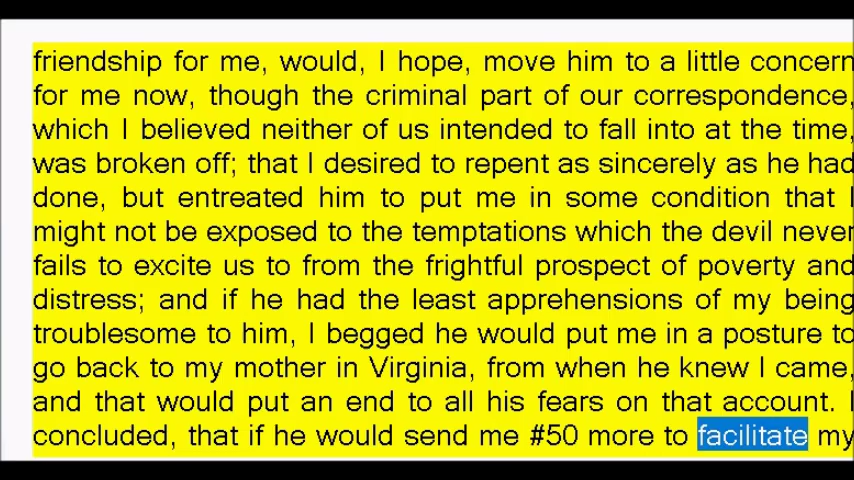 friendship for me, would, I hope, move him to a little concern
for me now, though the criminal part of our correspondence,
which I believed neither of us intended to fall into at the time,
was broken off; that I desired to repent as sincerely as he had
done, but entreated him to put me in some condition that I
might not be exposed to the temptations which the devil never
fails to excite us to from the frightful prospect of poverty and
distress; and if he had the least apprehensions of my being
troublesome to him, I begged he would put me in a posture to
go back to my mother in Virginia, from when he knew I came,
and that would put an end to all his fears on that account. I
concluded, that if he would send me #50 more to facilitate my